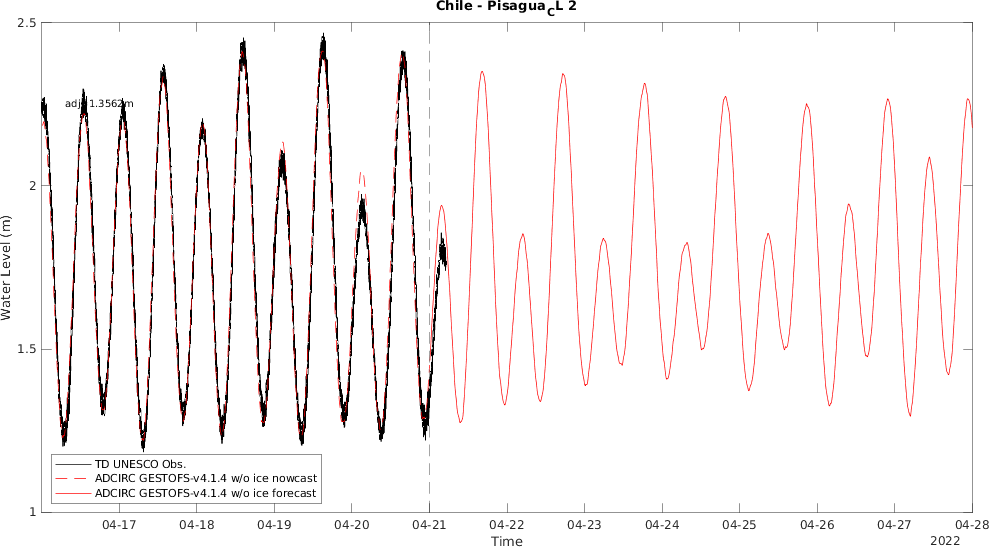 Chile - Pisagua_CL 2
2.5
2
1.5
1
Water Level (m)
adj: 1.3562m
TD UNESCO Obs.
ADCIRC GESTOFS-v4.1.4 w/o ice nowcast
ADCIRC GESTOFS-v4.1.4 w/o ice forecast
04-17 04-18 04-19 04-20 04-21 04-22 04-23 04-24 04-25 04-26 04-27 04-28
Time
2022